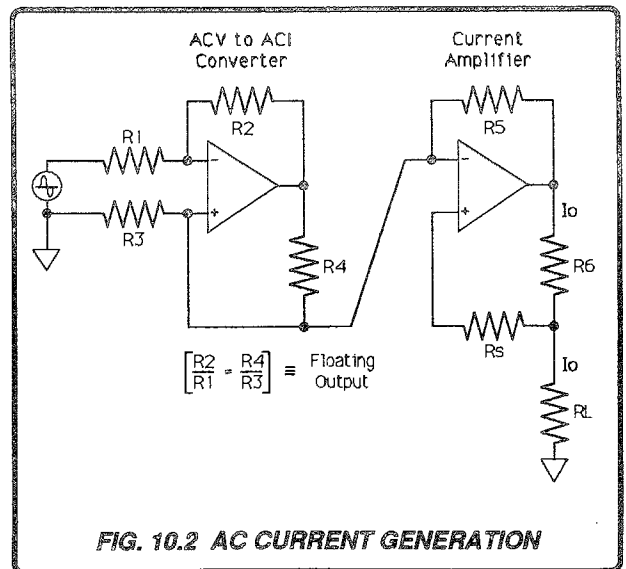 ACV to ACI
Converter
Current
Amplifier
R2
R5
R1
R3
R4
-
+
-
+
Io
R6
Rs
Io
RL
[R2/R1 = R4/R3] ≡ Floating
Output
FIG. 10.2 AC CURRENT GENERATION